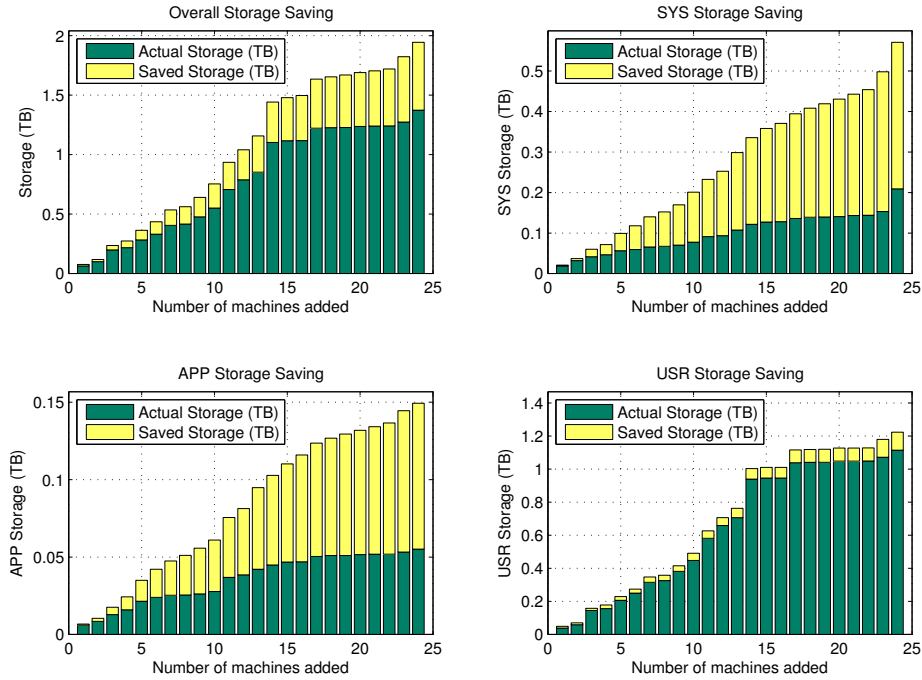 Overall Storage Saving
Storage (TB)
2
1.5
1
0.5
0
Actual Storage (TB)
Saved Storage (TB)
0 5 10 15 20 25
Number of machines added
SYS Storage Saving
SYS Storage (TB)
0.5
0.4
0.3
0.2
0.1
0
Actual Storage (TB)
Saved Storage (TB)
0 5 10 15 20 25
Number of machines added
APP Storage Saving
APP Storage (TB)
0.15
0.1
0.05
0
Actual Storage (TB)
Saved Storage (TB)
0 5 10 15 20 25
Number of machines added
USR Storage Saving
USR Storage (TB)
1.4
1.2
1
0.8
0.6
0.4
0.2
0
Actual Storage (TB)
Saved Storage (TB)
0 5 10 15 20 25
Number of machines added